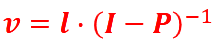 v = l · (I − P)⁻¹